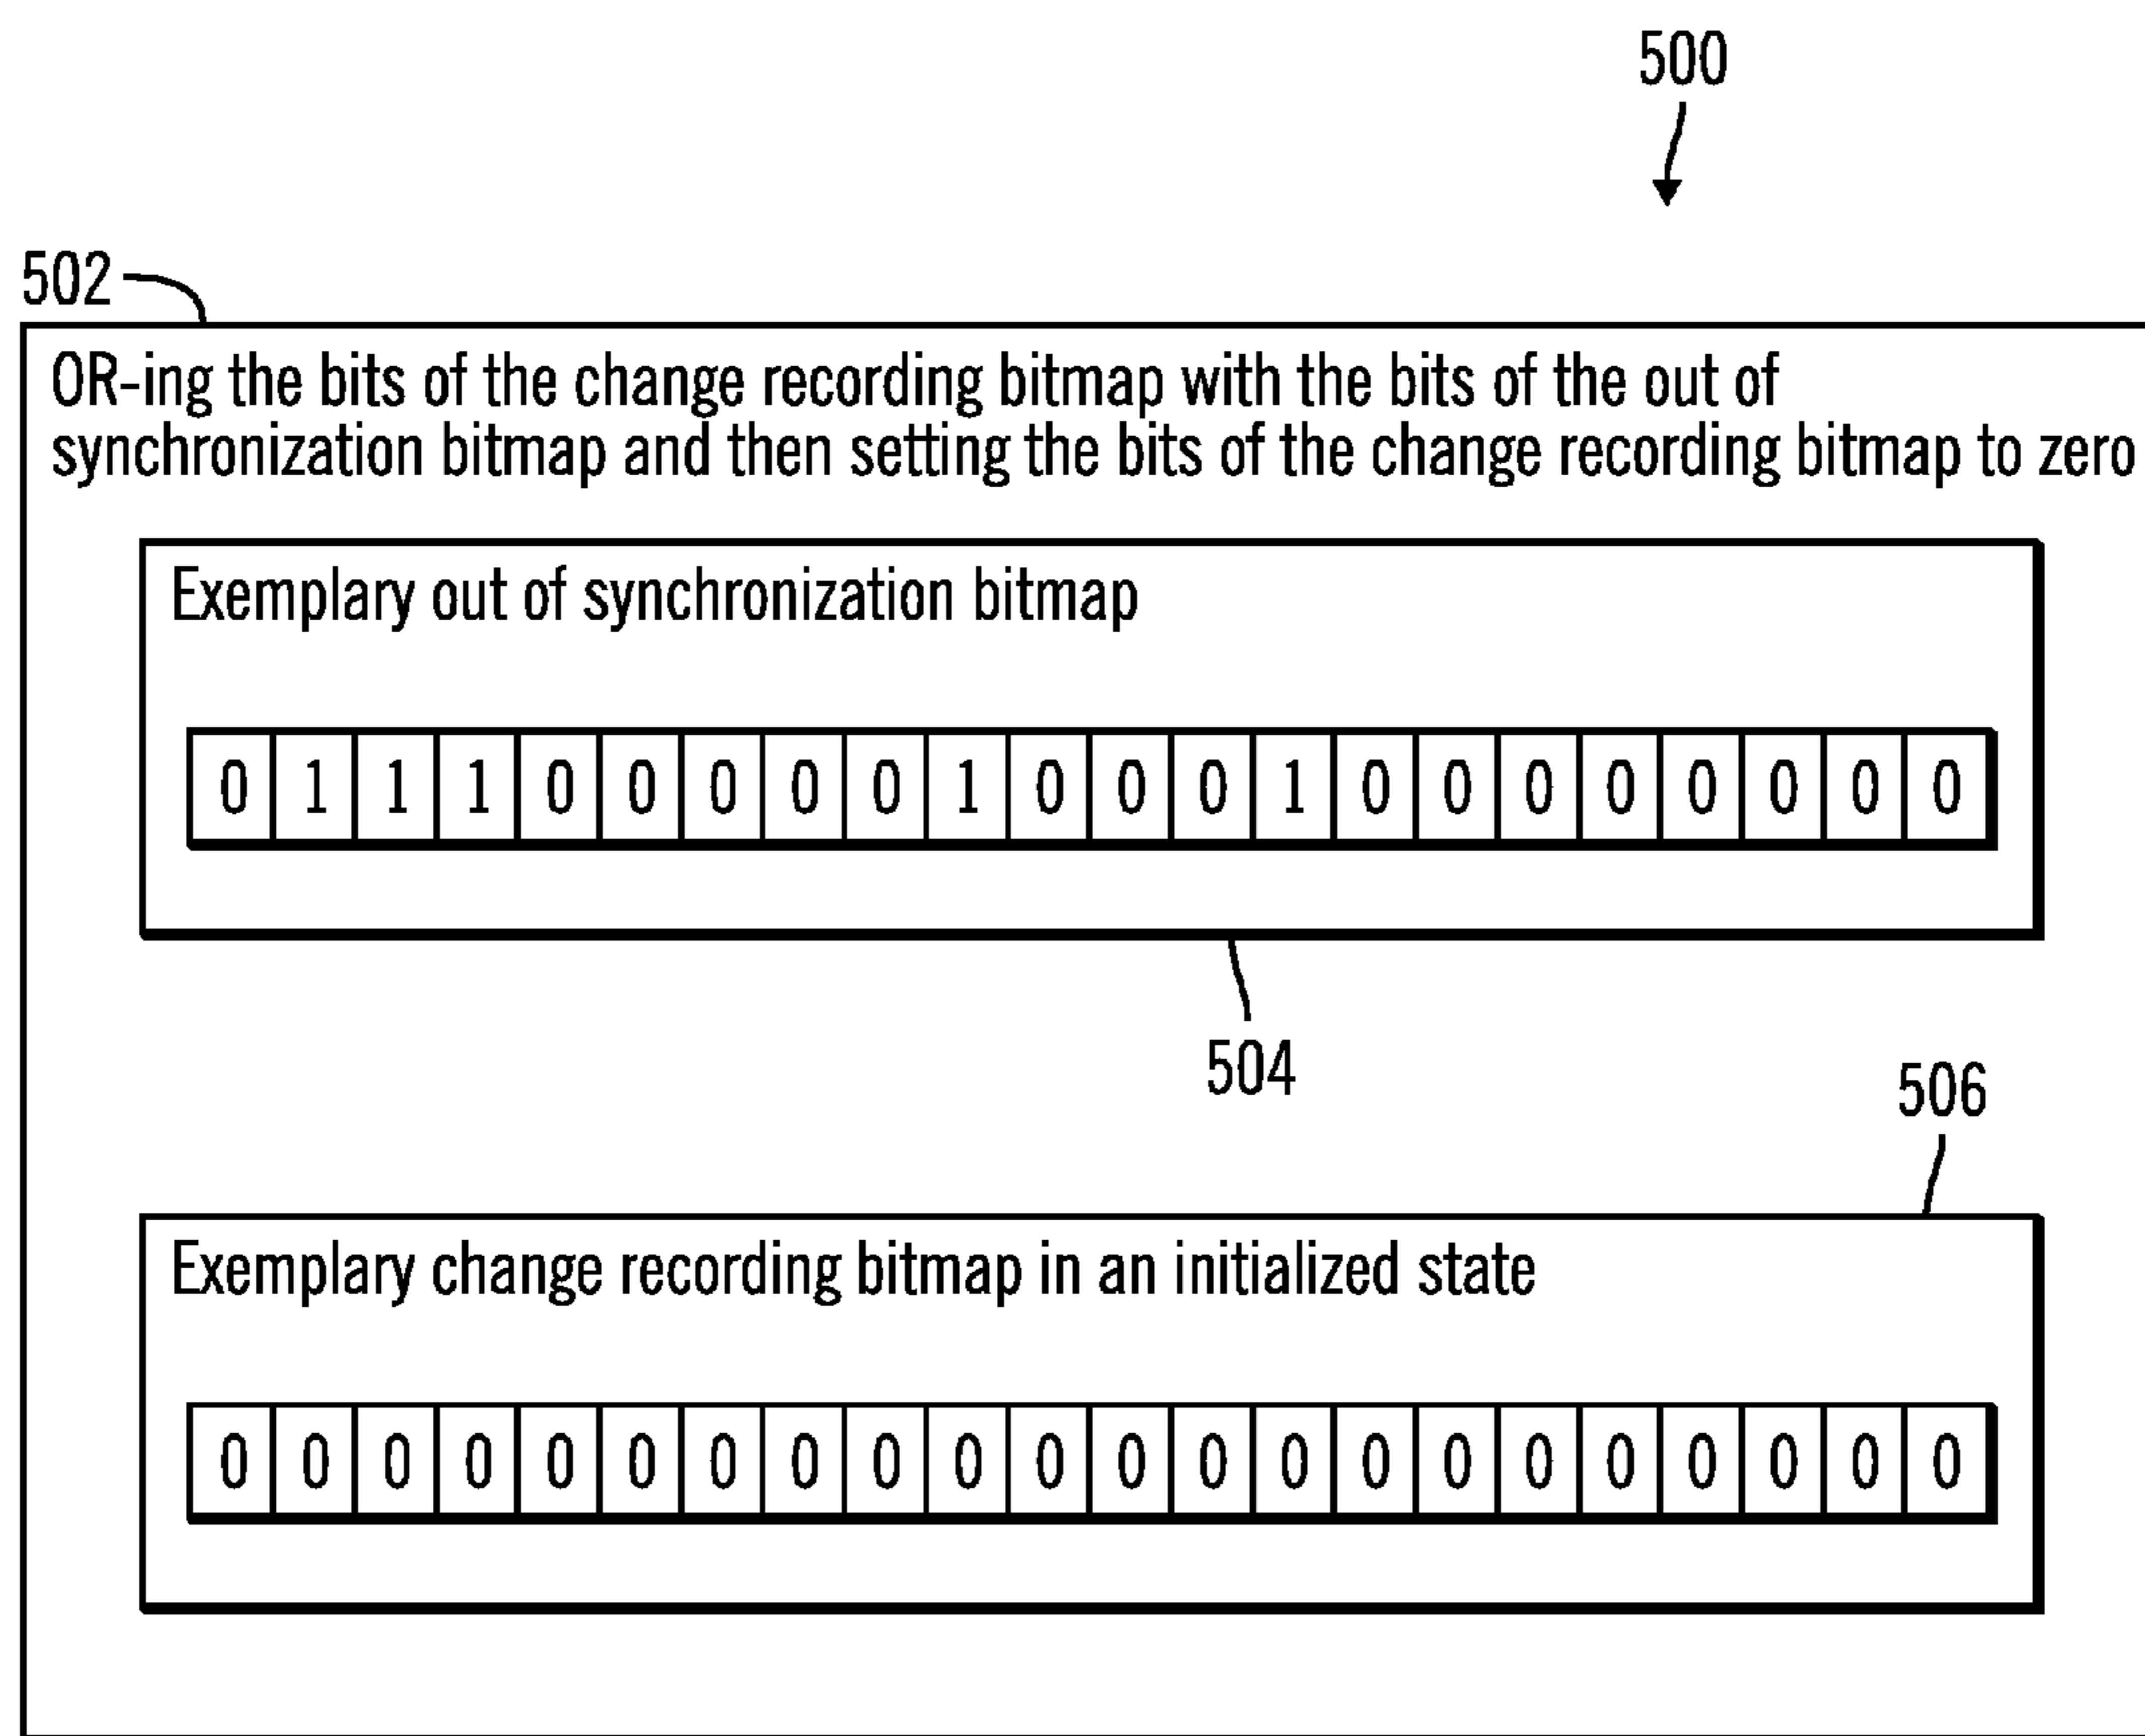 500
502
OR-ing the bits of the change recording bitmap with the bits of the out of
synchronization bitmap and then setting the bits of the change recording bitmap to zero
Exemplary out of synchronization bitmap
0 1 1 1 0 0 0 0 0 1 0 0 0 1 0 0 0 0 0 0 0 0
504
506
Exemplary change recording bitmap in an initialized state
0 0 0 0 0 0 0 0 0 0 0 0 0 0 0 0 0 0 0 0 0 0